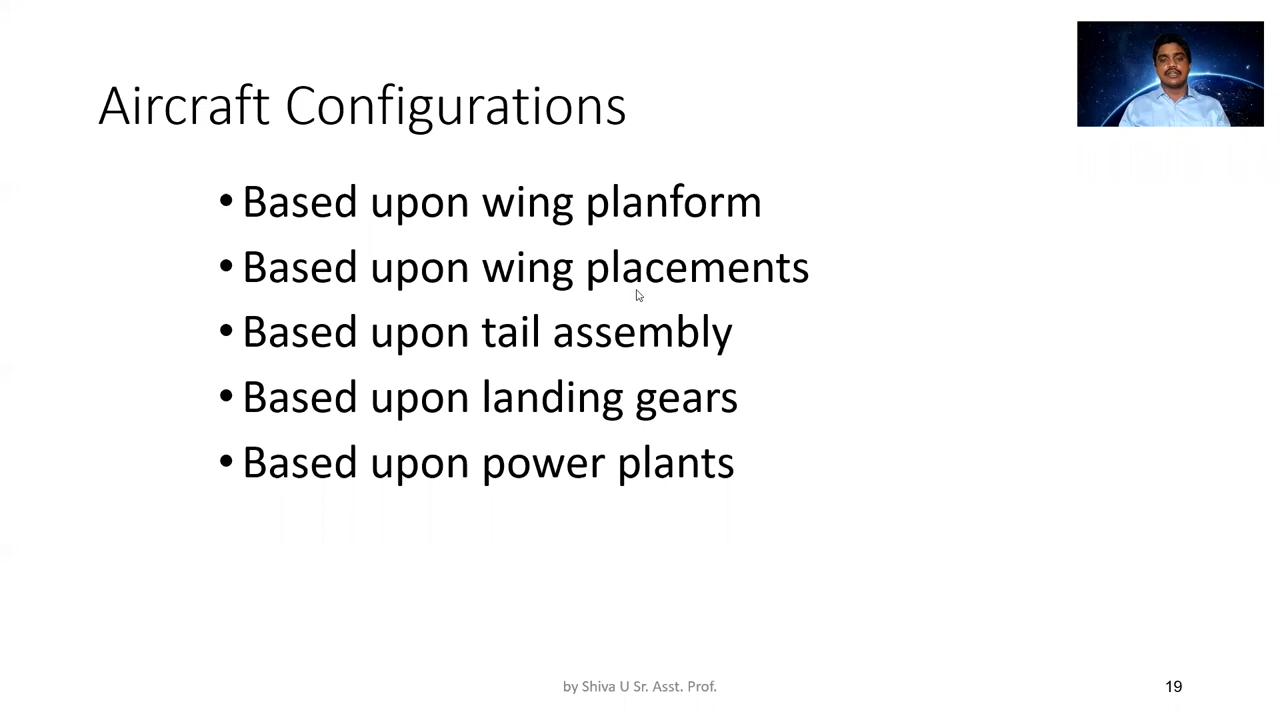 Aircraft Configurations
• Based upon wing planform
• Based upon wing placements
• Based upon tail assembly
• Based upon landing gears
• Based upon power plants
by Shiva U Sr. Asst. Prof.
19